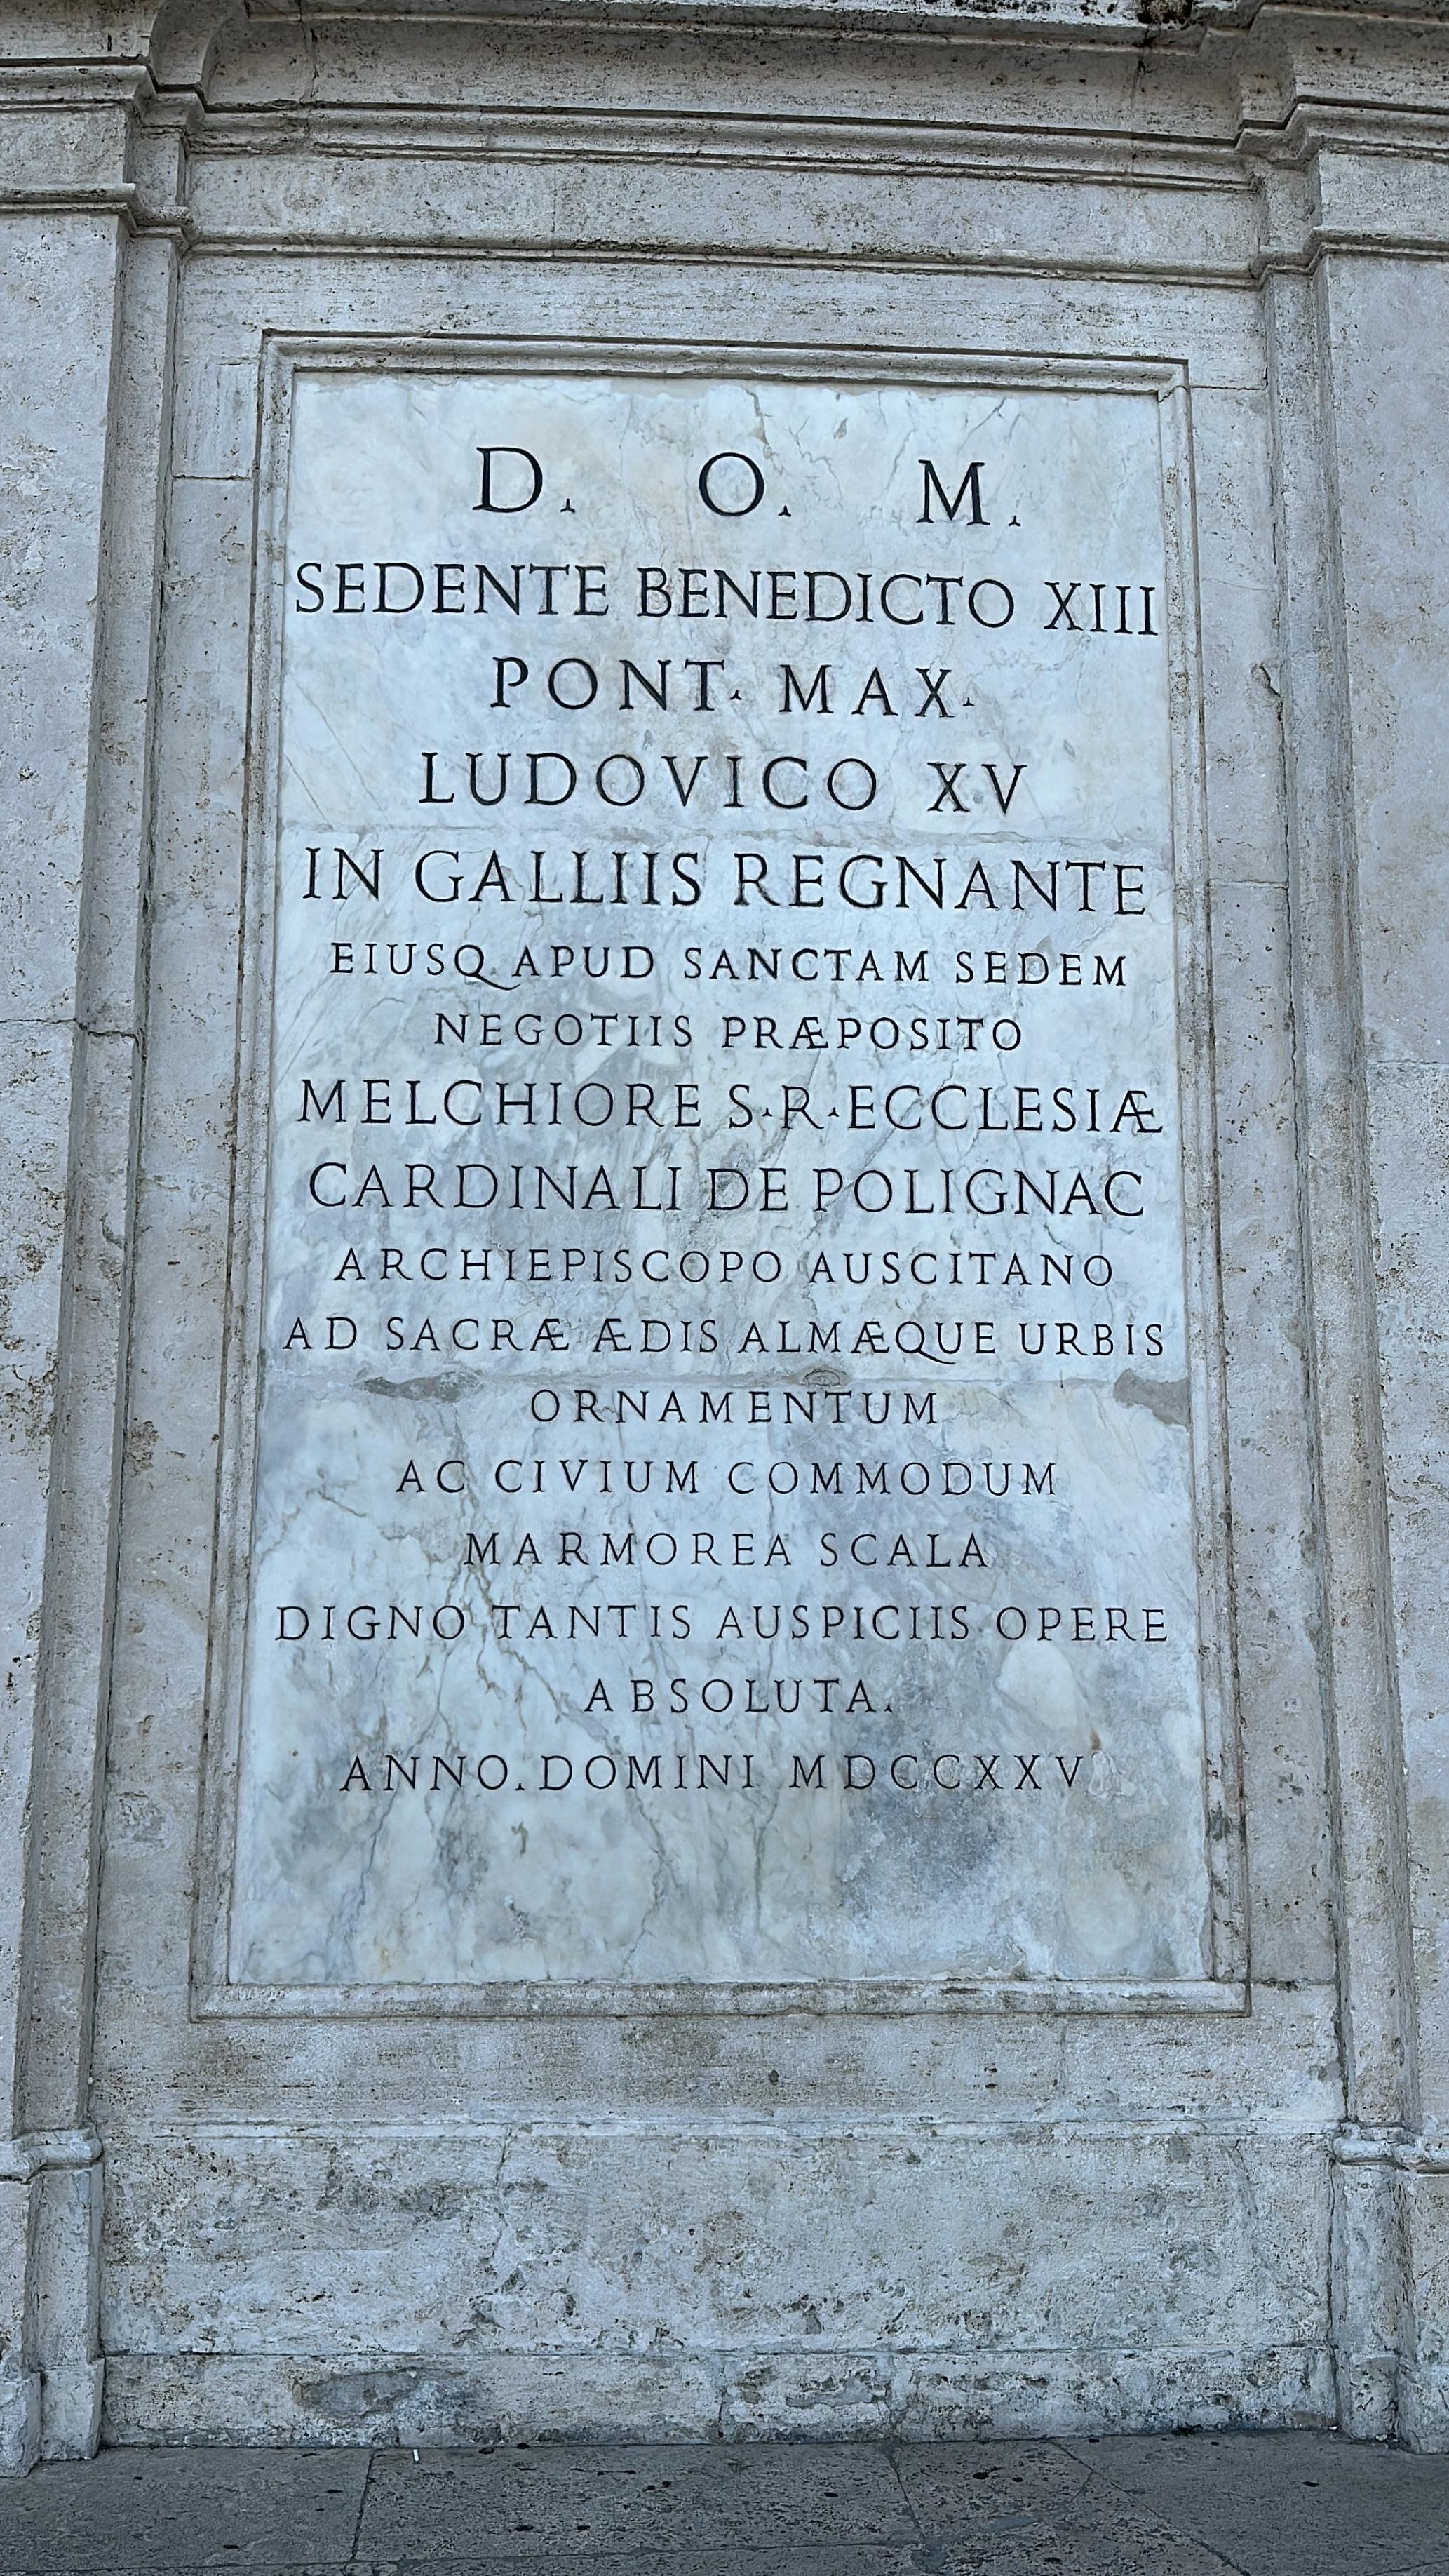 D. O. M.
SEDENTE BENEDICTO XIII
PONT. MAX.
LUDOVICO XV
IN GALLIIS REGNANTE
EIUSQ. APUD SANCTAM SEDEM
NEGOTIIS PRÆPOSITO
MELCHIORE S·R·ECCLESIÆ
CARDINALI DE POLIGNAC
ARCHIEPISCOPO AUSCITANO
AD SACRÆ ÆDIS ALMÆQUE URBIS
ORNAMENTUM
AC CIVIUM COMMODUM
MARMOREA SCALA
DIGNO TANTIS AUSPICIIS OPERE
ABSOLUTA.
ANNO.DOMINI MDCCXXV